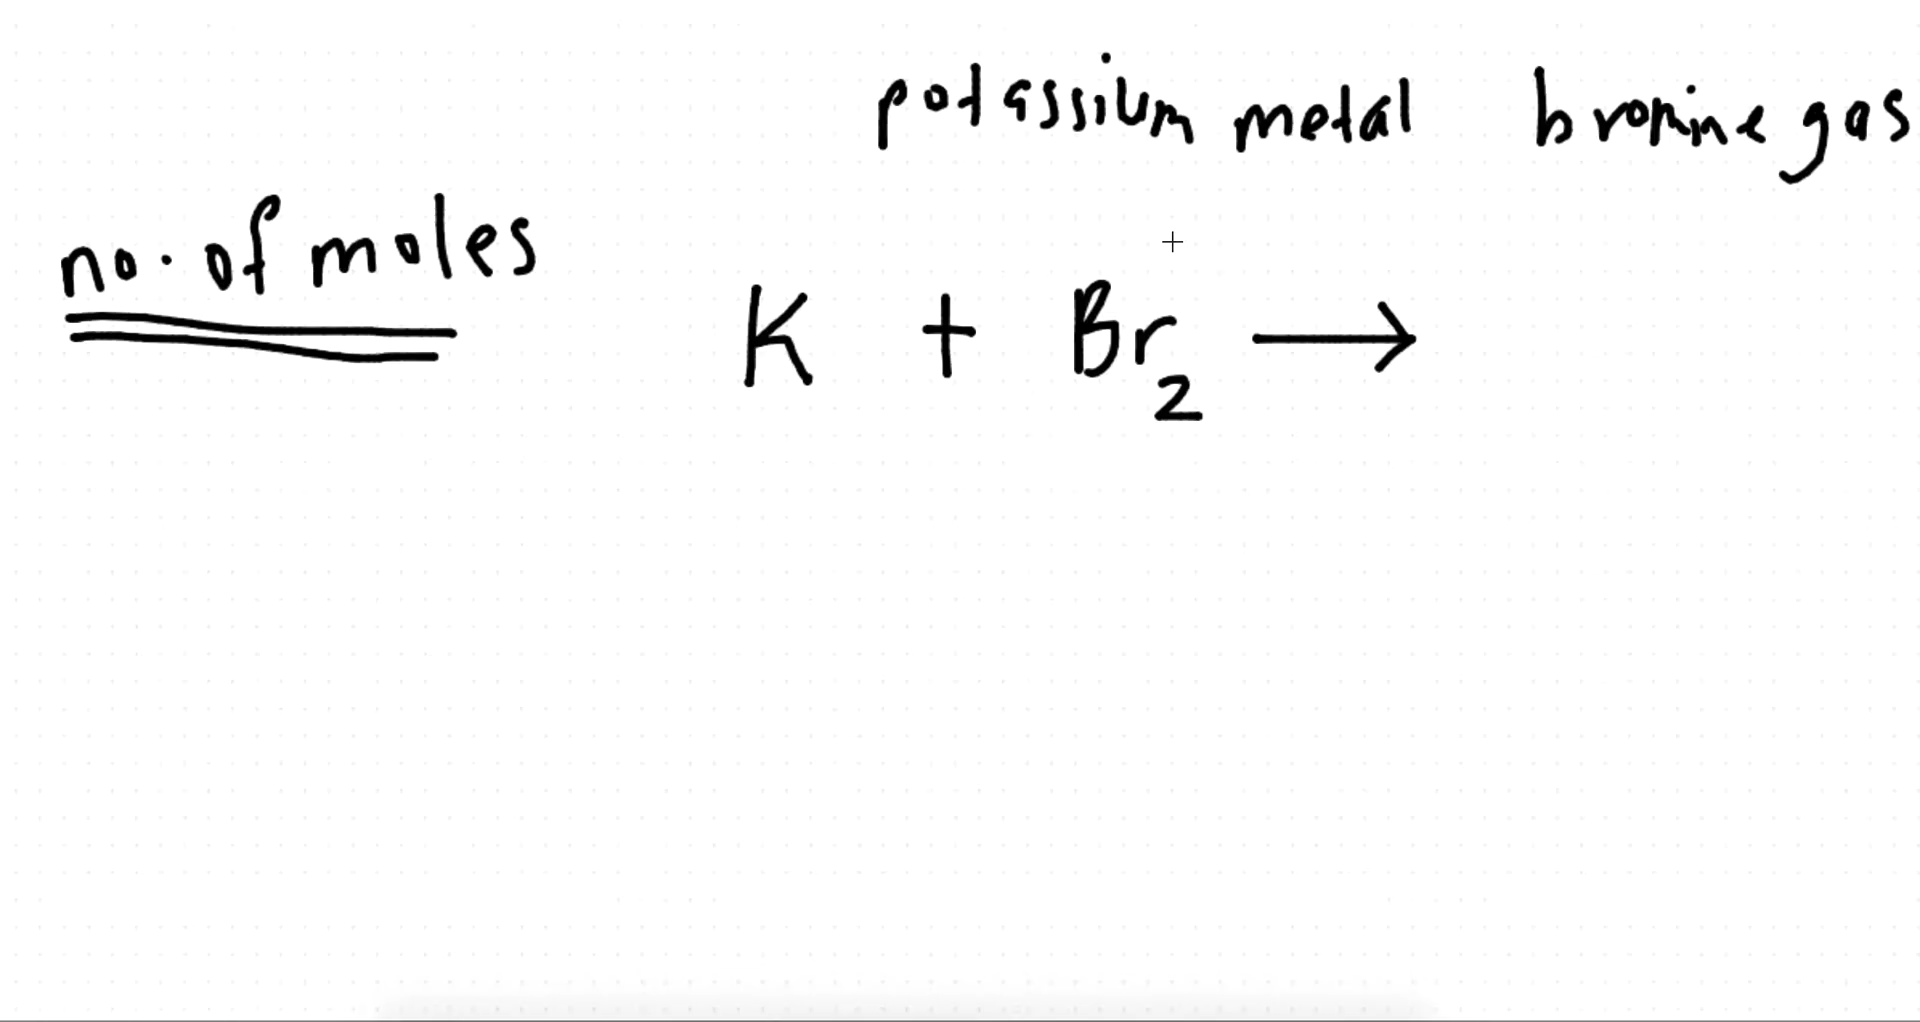 potassium metal bromine gas
no. of moles
K + Br₂ ⟶